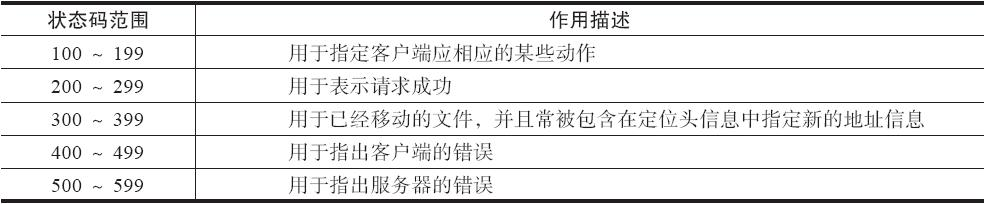 状态码范围 作用描述
100 ~ 199 用于指定客户端应相应的某些动作
200 ~ 299 用于表示请求成功
300 ~ 399 用于已经移动的文件，并且常被包含在定位头信息中指定新的地址信息
400 ~ 499 用于指出客户端的错误
500 ~ 599 用于指出服务器的错误